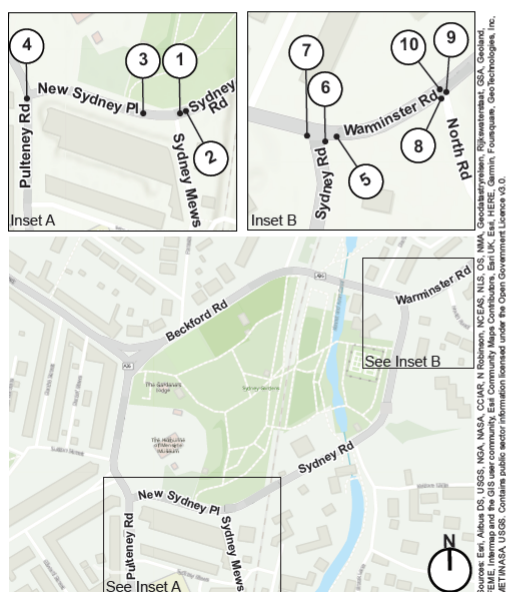 4
3
1
2
New Sydney Pl
Sydney Rd
Pulteney Rd
Sydney Mews
Inset A
7
6
10
9
8
5
Warminster Rd
Sydney Rd
North Rd
Inset B
Beckford Rd
Warminster Rd
See Inset B
Sydney Rd
New Sydney Pl
Pulteney Rd
Sydney Mews
See Inset A
N
Sources: Esri, Airbus DS, USGS, NGA, NASA, CGIAR, N Robinson, NCEAS, NLS, OS, NMA, Geodatastyrelsen, Rijkswaterstaat, GSA, Geoland,
FEMA, Intermap and the GIS user community, Esri Community Maps Contributors, Esri UK, Esri, HERE, Garmin, Foursquare, GeoTechnologies, Inc,
METI/NASA, USGS. Contains public sector information licensed under the Open Government Licence v3.0.